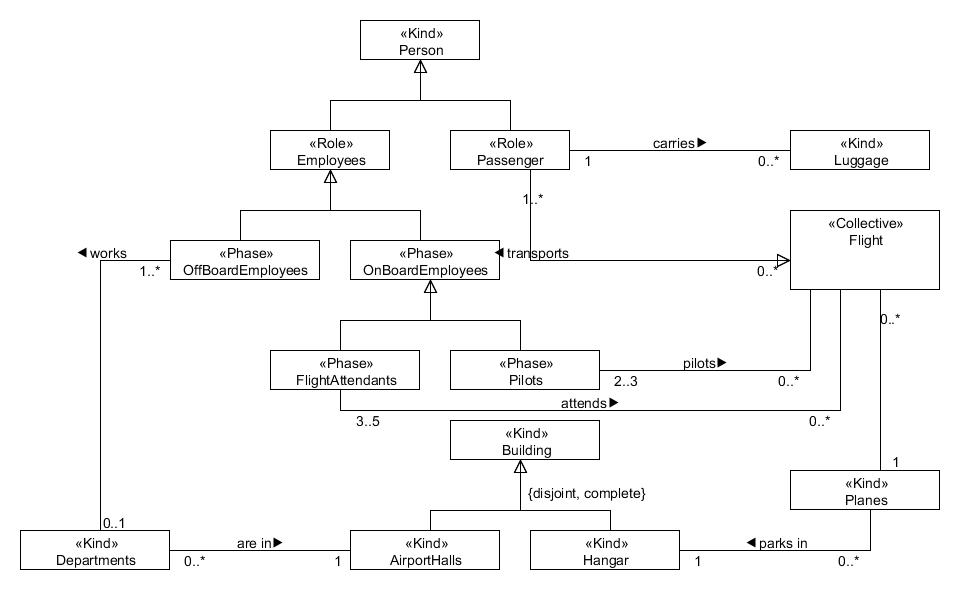 «Kind»
Person
«Role»
Employees
«Role»
Passenger
carries▶
1
0..*
«Kind»
Luggage
1..*
«Collective»
Flight
◀ works
1..*
«Phase»
OffBoardEmployees
«Phase»
OnBoardEmployees
◀ transports
0..*
0..*
«Phase»
FlightAttendants
«Phase»
Pilots
pilots▶
2..3
0..*
attends▶
3..5
0..*
«Kind»
Building
{disjoint, complete}
1
«Kind»
Planes
0..1
«Kind»
Departments
are in▶
0..*
1
«Kind»
AirportHalls
«Kind»
Hangar
◀ parks in
1
0..*